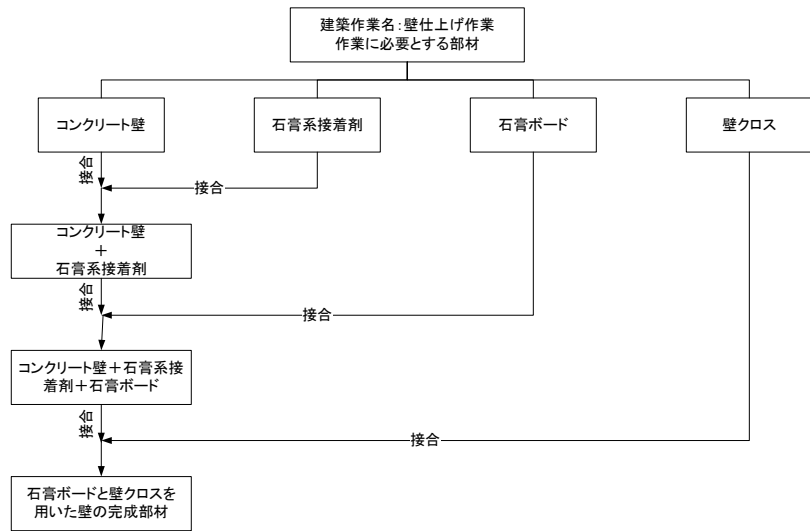 建築作業名：壁仕上げ作業
作業に必要とする部材
コンクリート壁
石膏系接着剤
石膏ボード
壁クロス
接合
接合
コンクリート壁
＋
石膏系接着剤
接合
接合
コンクリート壁＋石膏系接
着剤＋石膏ボード
接合
接合
石膏ボードと壁クロスを
用いた壁の完成部材